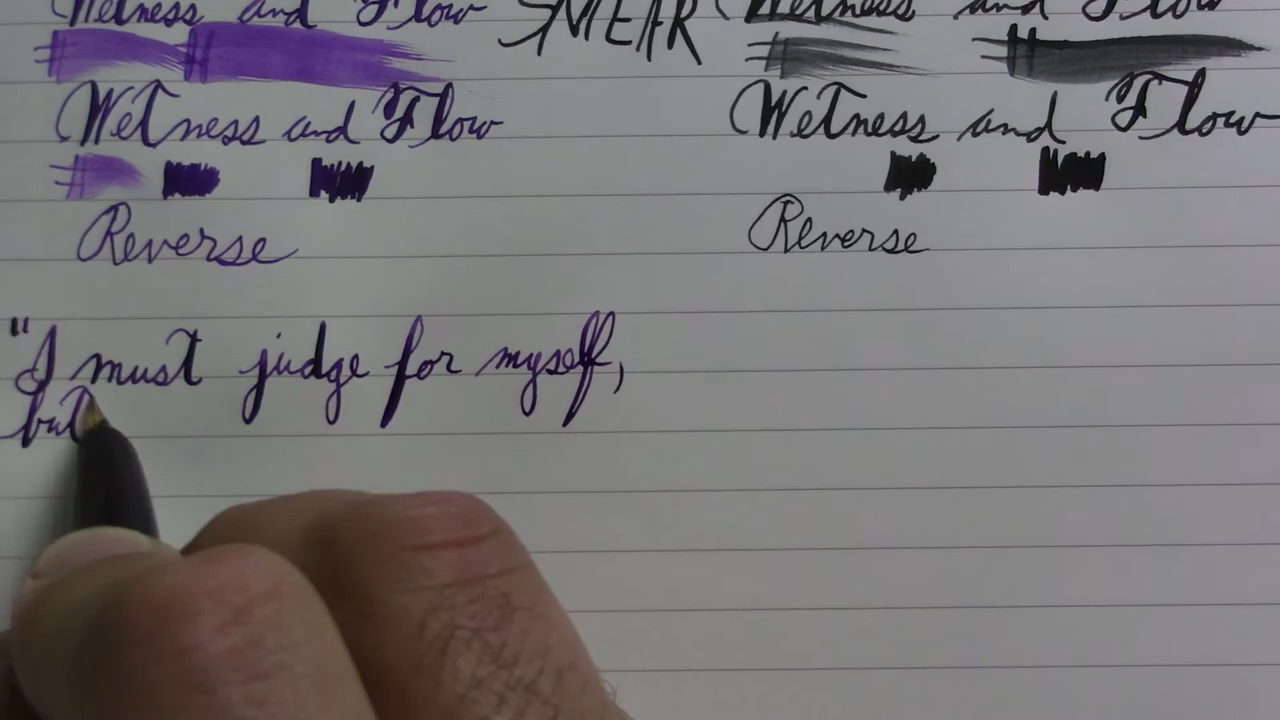 Wetness and Flow SMEAR Wetness and Flow
Wetness and Flow Wetness and Flow
Reverse Reverse
"I must judge for myself,
but